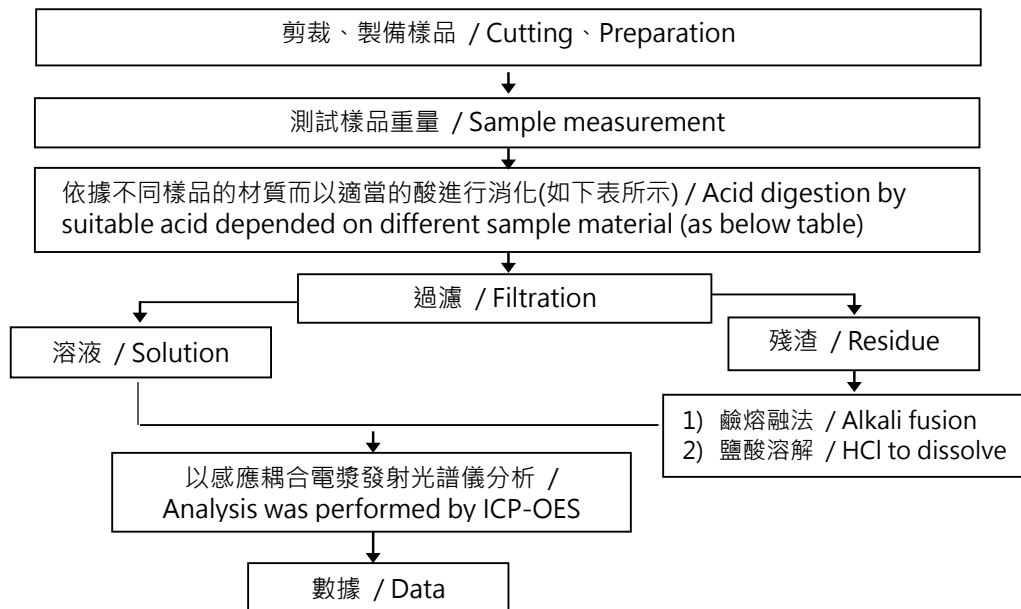 剪裁、製備樣品 / Cutting、Preparation
測試樣品重量 / Sample measurement
依據不同樣品的材質而以適當的酸進行消化(如下表所示) / Acid digestion by
suitable acid depended on different sample material (as below table)
過濾 / Filtration
溶液 / Solution
殘渣 / Residue
1) 鹼熔融法 / Alkali fusion
2) 鹽酸溶解 / HCl to dissolve
以感應耦合電漿發射光譜儀分析 /
Analysis was performed by ICP-OES
數據 / Data